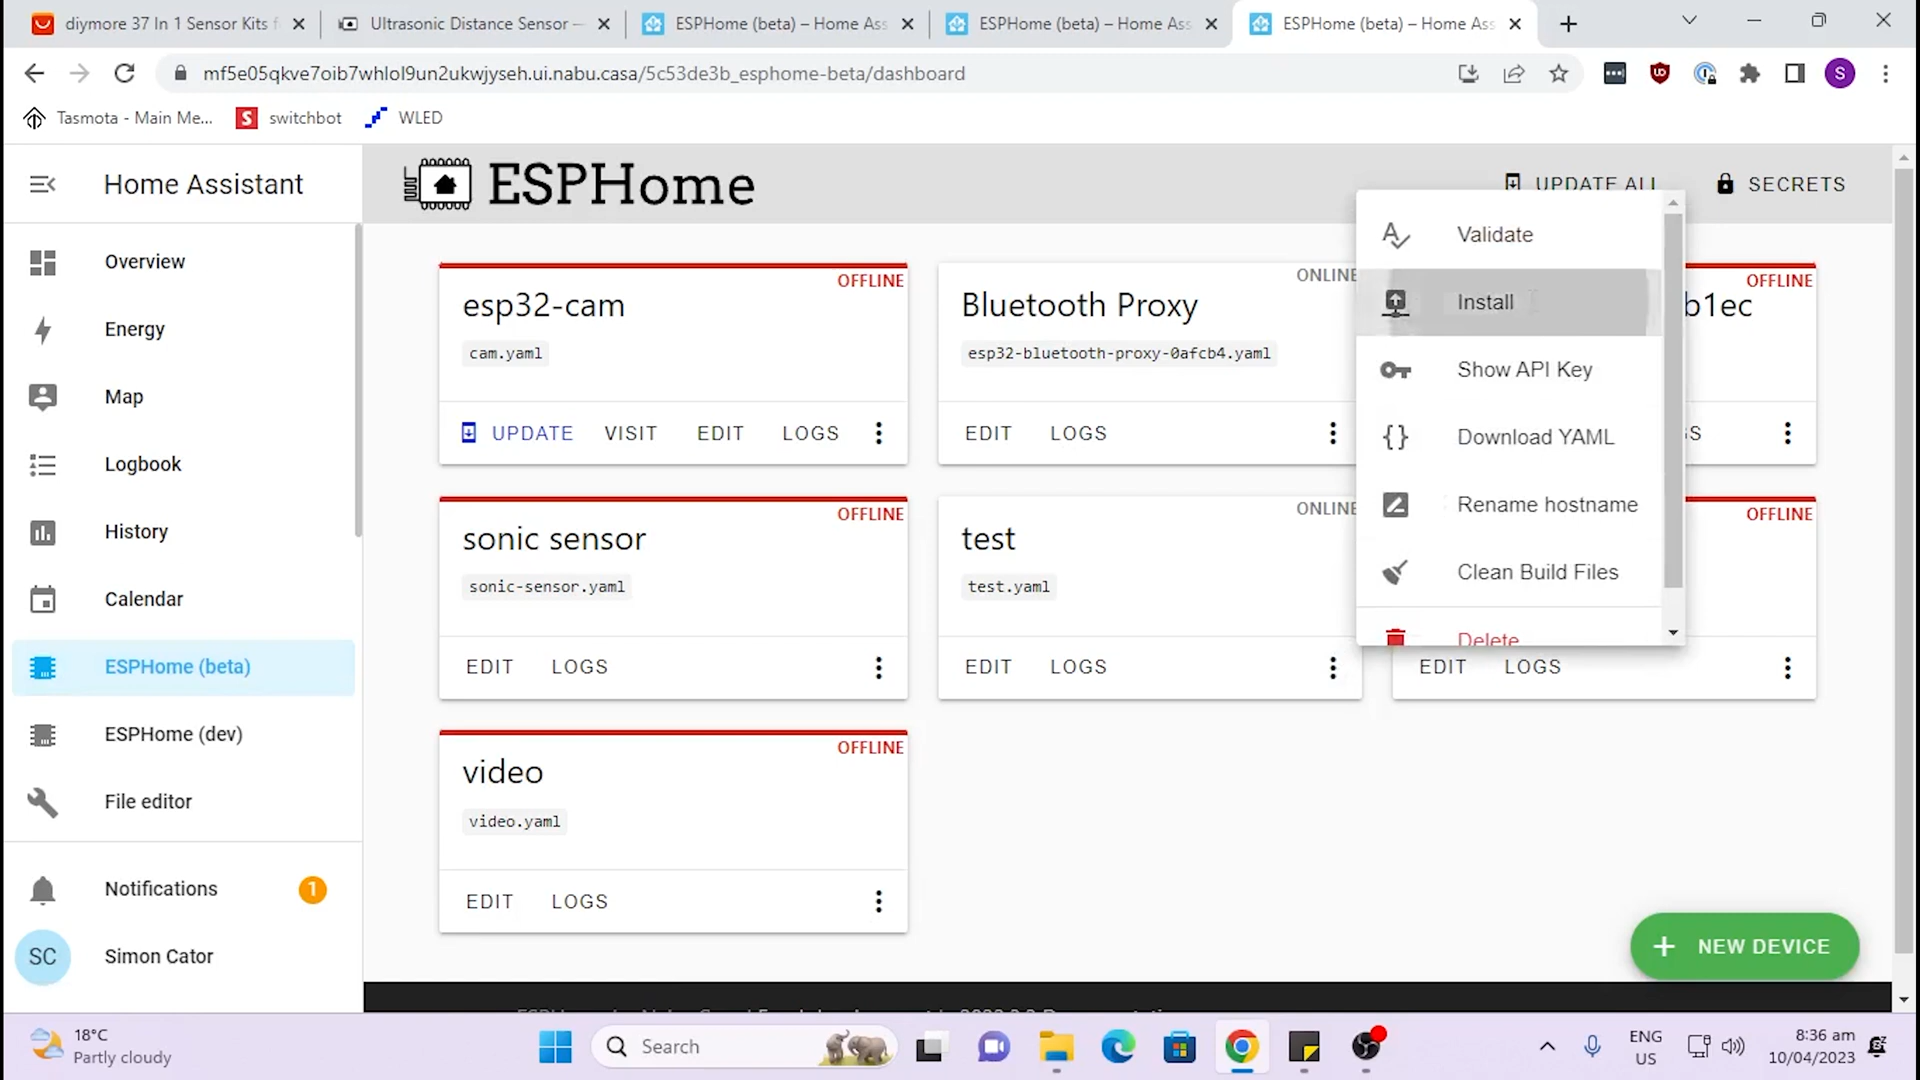 diymore 37 In 1 Sensor Kits f
Ultrasonic Distance Sensor —
ESPHome (beta) – Home Ass
ESPHome (beta) – Home Ass
ESPHome (beta) – Home Ass
mf5e05qkve7oib7whlol9un2ukwjyseh.ui.nabu.casa/5c53de3b_esphome-beta/dashboard
S
Tasmota - Main Me...
switchbot
WLED
Home Assistant
ESPHome
UPDATE ALL
SECRETS
Overview
Energy
Map
Logbook
History
Calendar
ESPHome (beta)
ESPHome (dev)
File editor
Notifications
1
SC
Simon Cator
OFFLINE
esp32-cam
cam.yaml
UPDATE
VISIT
EDIT
LOGS
ONLINE
Bluetooth Proxy
esp32-bluetooth-proxy-0afcb4.yaml
EDIT
LOGS
OFFLINE
b1ec
GS
Validate
Install
Show API Key
Download YAML
Rename hostname
Clean Build Files
Delete
OFFLINE
sonic sensor
sonic-sensor.yaml
EDIT
LOGS
ONLINE
test
test.yaml
EDIT
LOGS
OFFLINE
EDIT
LOGS
OFFLINE
video
video.yaml
EDIT
LOGS
NEW DEVICE
18°C
Partly cloudy
Search
ENG
US
8:36 am
10/04/2023